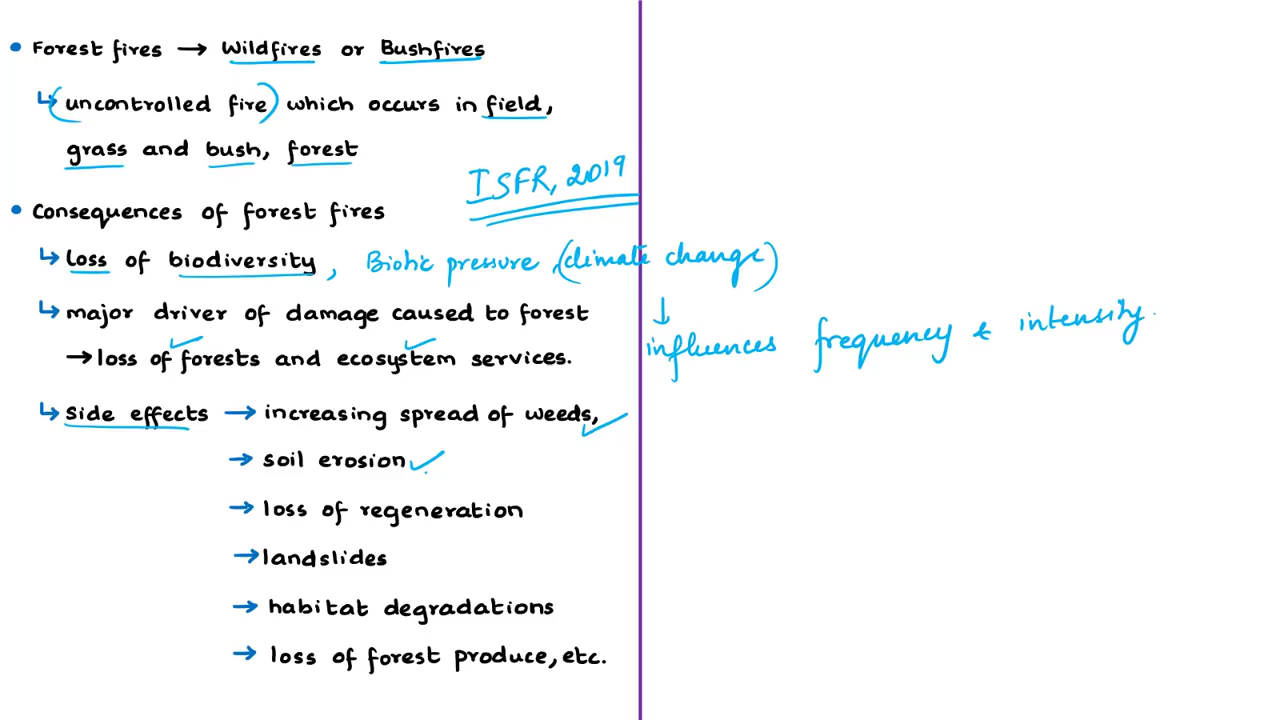 • Forest fires → Wildfires or Bushfires
↳ (uncontrolled fire) which occurs in field,
grass and bush, forest
ISFR, 2019
• Consequences of forest fires
↳ loss of biodiversity, Biotic pressure, (climate change)
↓
influences frequency & intensity.
↳ major driver of damage caused to forest
→ loss of forests and ecosystem services.
↳ Side effects → increasing spread of weeds,
→ soil erosion
→ loss of regeneration
→ landslides
→ habitat degradations
→ loss of forest produce, etc.